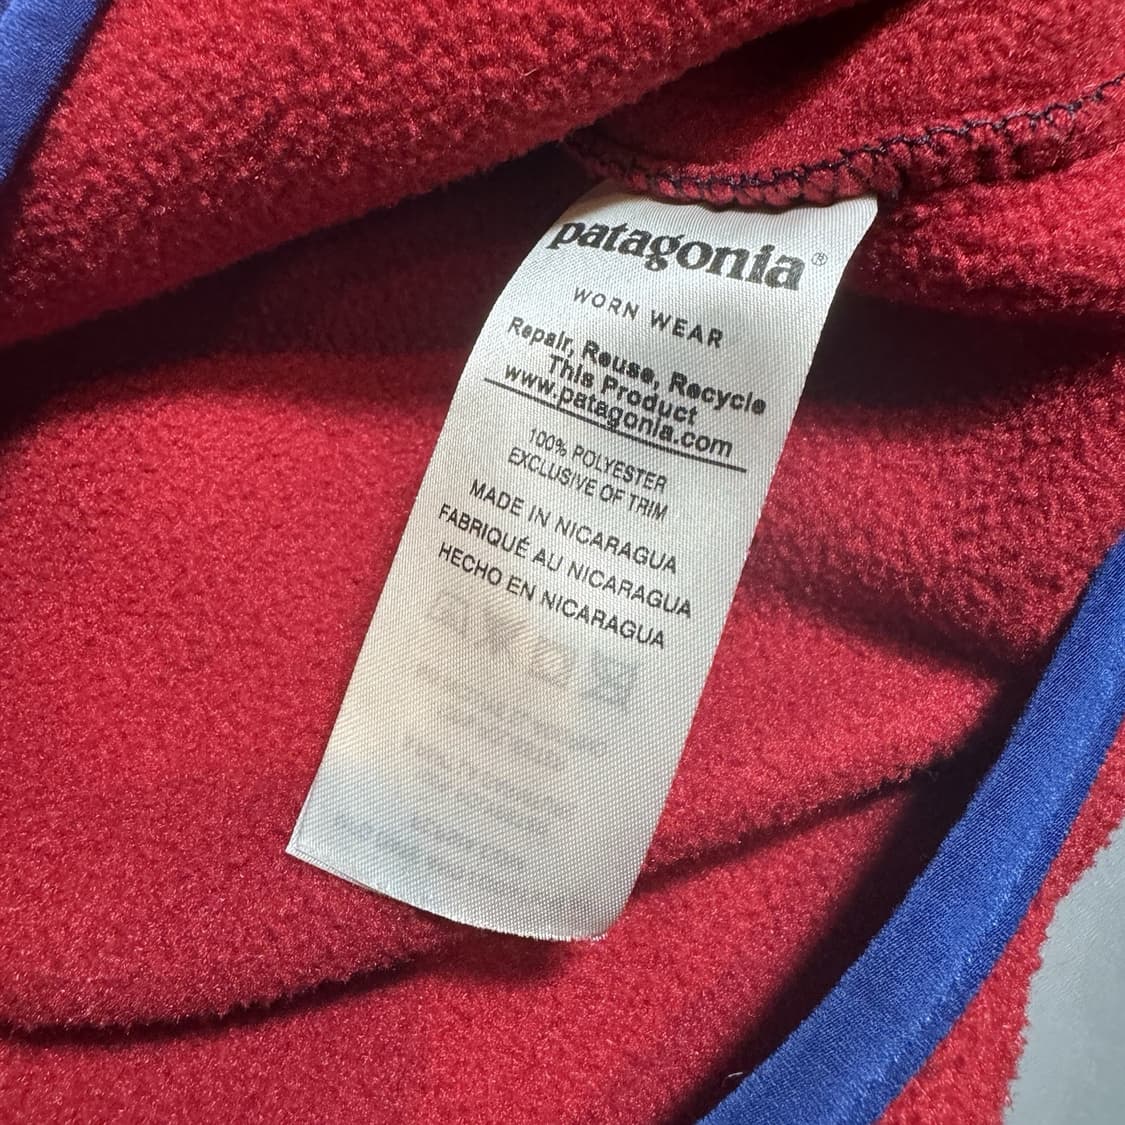 patagonia®
WORN WEAR
Repair, Reuse, Recycle
This Product
www.patagonia.com
100% POLYESTER
EXCLUSIVE OF TRIM
MADE IN NICARAGUA
FABRIQUÉ AU NICARAGUA
HECHO EN NICARAGUA